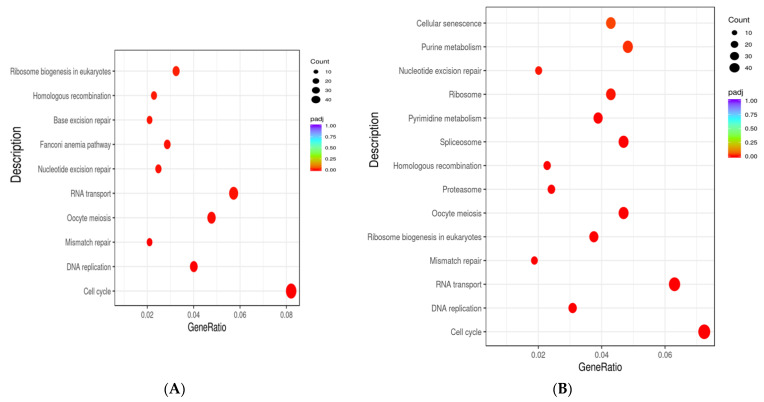 Description
Ribosome biogenesis in eukaryotes
Homologous recombination
Base excision repair
Fanconi anemia pathway
Nucleotide excision repair
RNA transport
Oocyte meiosis
Mismatch repair
DNA replication
Cell cycle
0.02 0.04 0.06 0.08
GeneRatio
Count
10
20
30
40
padj
1.00
0.75
0.50
0.25
0.00
(A)
Description
Cellular senescence
Purine metabolism
Nucleotide excision repair
Ribosome
Pyrimidine metabolism
Spliceosome
Homologous recombination
Proteasome
Oocyte meiosis
Ribosome biogenesis in eukaryotes
Mismatch repair
RNA transport
DNA replication
Cell cycle
0.02 0.04 0.06
GeneRatio
Count
10
20
30
40
padj
1.00
0.75
0.50
0.25
0.00
(B)